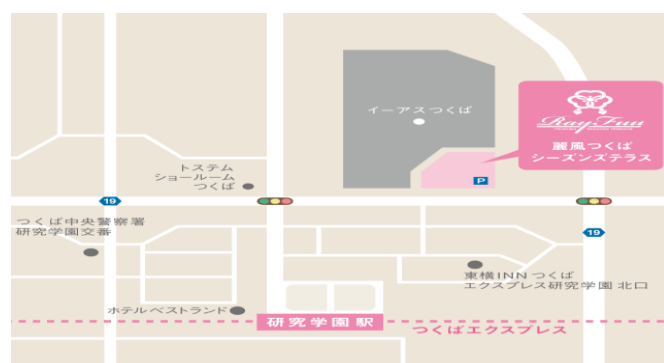 イーアスつくば
RayFuu
麗風つくば
シーズンズテラス
トステム
ショールーム
つくば
P
19
つくば中央警察署
研究学園交番
19
東横INN つくば
エクスプレス研究学園 北口
ホテルベストランド
研究学園駅
つくばエクスプレス